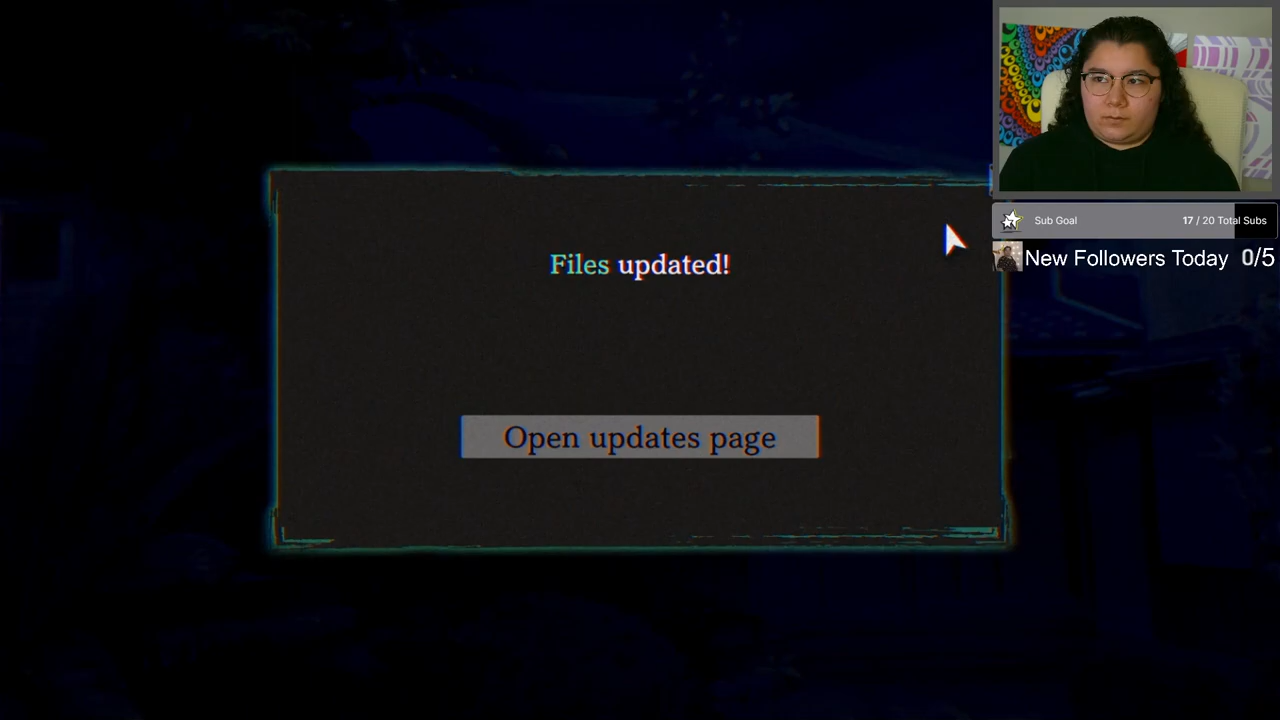 Sub Goal 17 / 20 Total Subs
New Followers Today 0/5
Files updated!
Open updates page